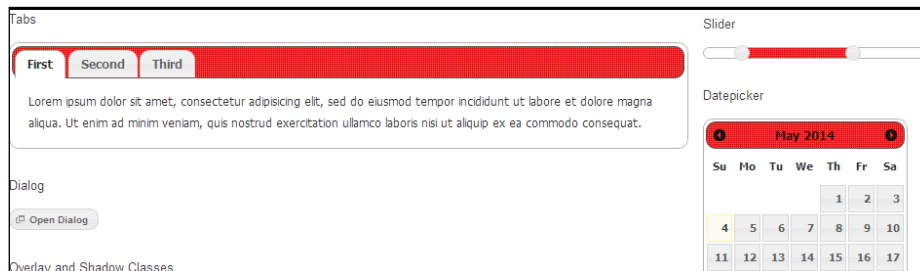 Tabs
First Second Third
Lorem ipsum dolor sit amet, consectetur adipisicing elit, sed do eiusmod tempor incididunt ut labore et dolore magna
aliqua. Ut enim ad minim veniam, quis nostrud exercitation ullamco laboris nisi ut aliquip ex ea commodo consequat.
Dialog
Open Dialog
Overlay and Shadow Classes
Slider
Datepicker
May 2014
Su Mo Tu We Th Fr Sa
1 2 3
4 5 6 7 8 9 10
11 12 13 14 15 16 17